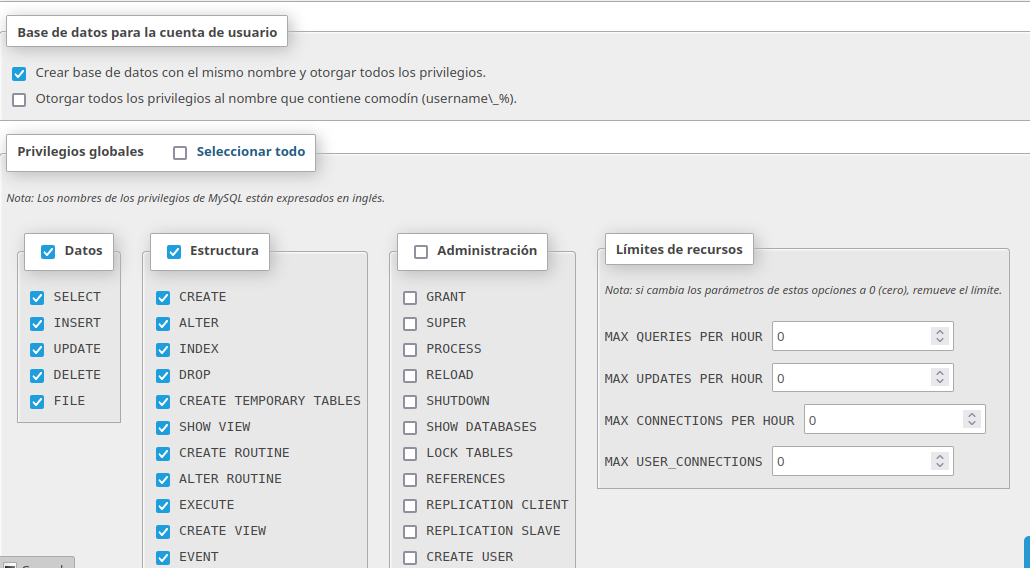 Base de datos para la cuenta de usuario
Crear base de datos con el mismo nombre y otorgar todos los privilegios.
Otorgar todos los privilegios al nombre que contiene comodín (username\_%).
Privilegios globales Seleccionar todo
Nota: Los nombres de los privilegios de MySQL están expresados en inglés.
Datos
SELECT
INSERT
UPDATE
DELETE
FILE
Estructura
CREATE
ALTER
INDEX
DROP
CREATE TEMPORARY TABLES
SHOW VIEW
CREATE ROUTINE
ALTER ROUTINE
EXECUTE
CREATE VIEW
EVENT
Administración
GRANT
SUPER
PROCESS
RELOAD
SHUTDOWN
SHOW DATABASES
LOCK TABLES
REFERENCES
REPLICATION CLIENT
REPLICATION SLAVE
CREATE USER
Límites de recursos
Nota: si cambia los parámetros de estas opciones a 0 (cero), remueve el límite.
MAX QUERIES PER HOUR 0
MAX UPDATES PER HOUR 0
MAX CONNECTIONS PER HOUR 0
MAX USER_CONNECTIONS 0